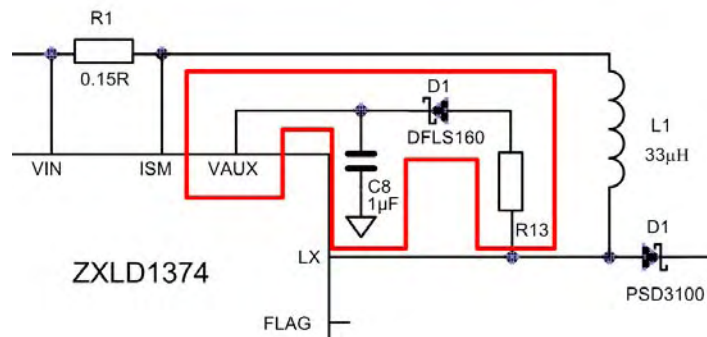 R1
0.15R
D1
DFLS160
L1
33µH
VIN
ISM
VAUX
C8
1µF
R13
D1
LX
ZXLD1374
PSD3100
FLAG